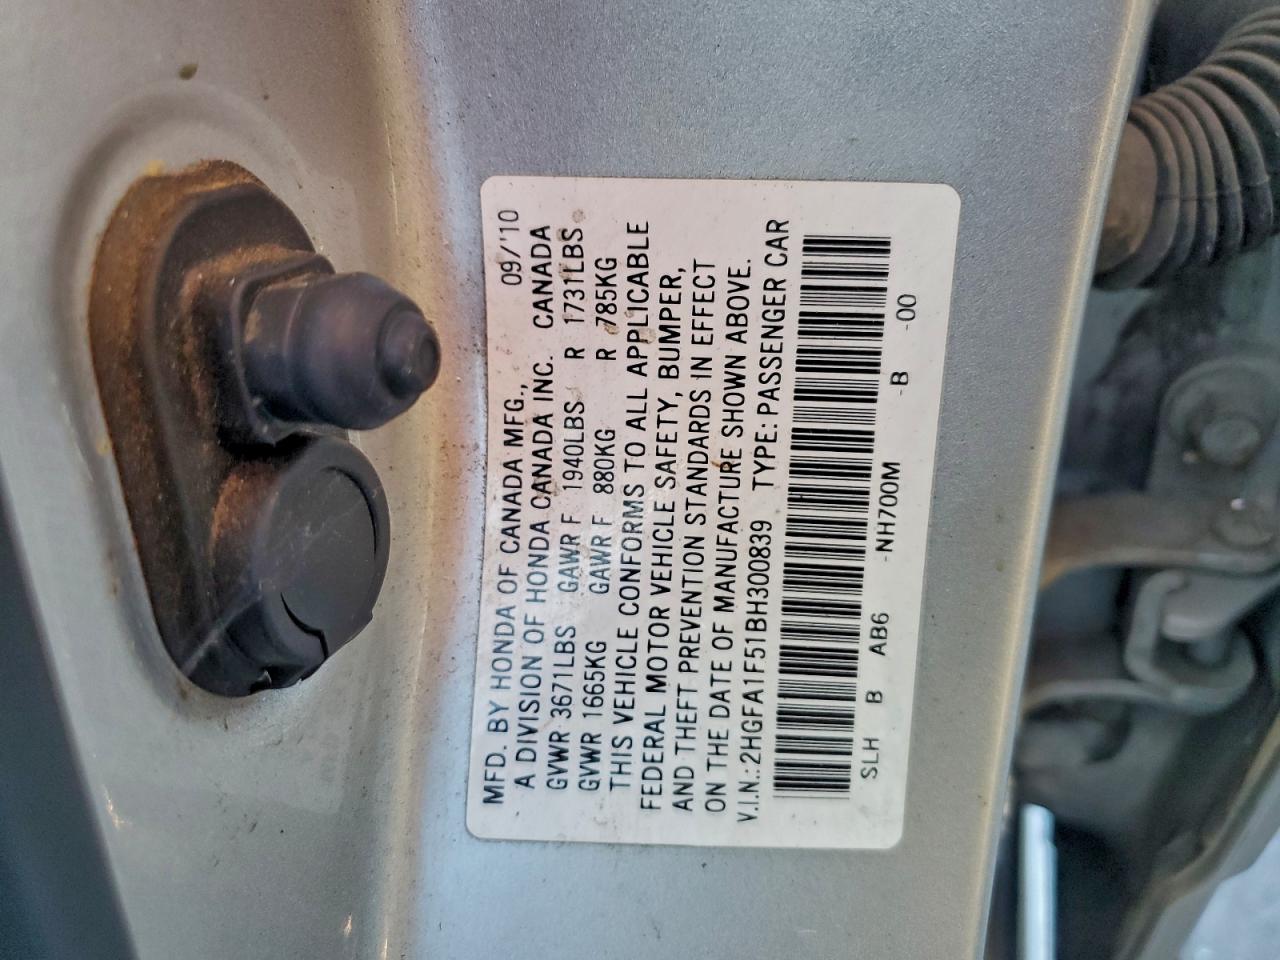 MFD. BY HONDA OF CANADA MFG., 09/'10
A DIVISION OF HONDA CANADA INC. CANADA
GVWR 3671LBS GAWR F 1940LBS R 1731LBS
GVWR 1665KG GAWR F 880KG R 785KG
THIS VEHICLE CONFORMS TO ALL APPLICABLE
FEDERAL MOTOR VEHICLE SAFETY, BUMPER,
AND THEFT PREVENTION STANDARDS IN EFFECT
ON THE DATE OF MANUFACTURE SHOWN ABOVE.
V.I.N.: 2HGFA1F51BH300839 TYPE: PASSENGER CAR
SLH B AB6 -NH700M -B -00